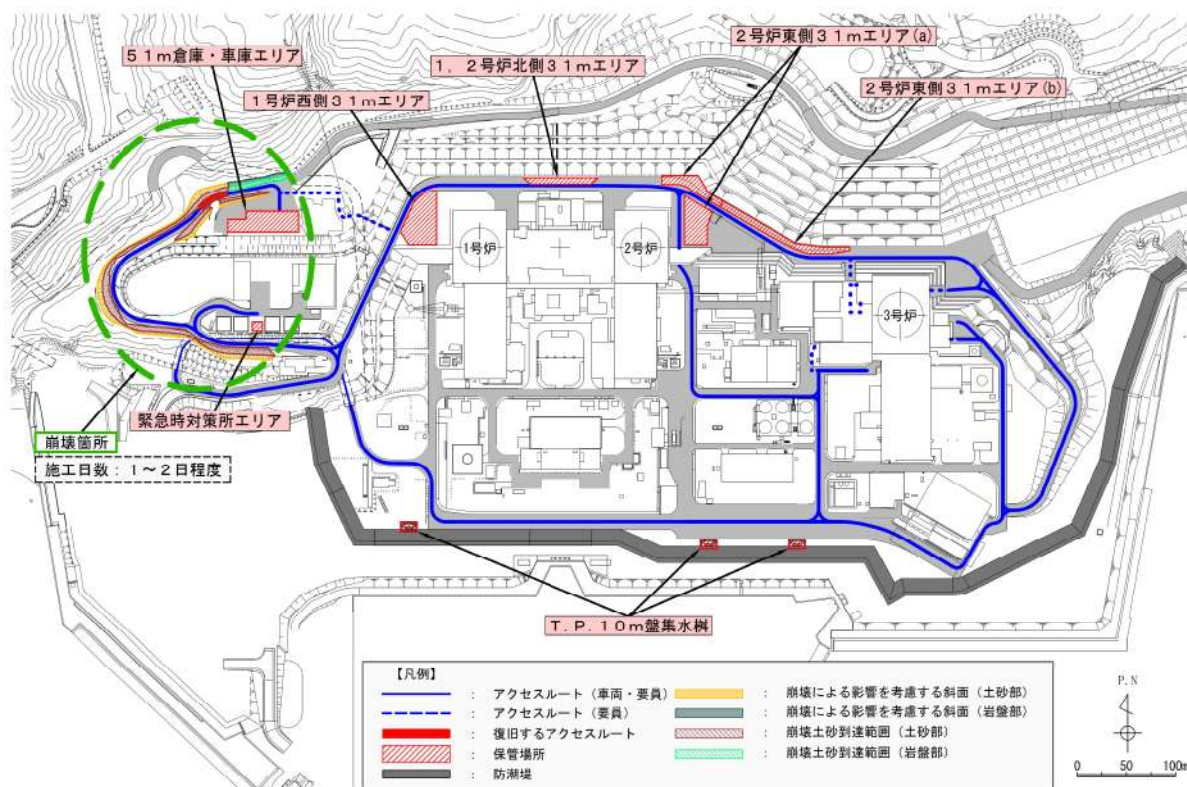 51m倉庫・車庫エリア
1,2号炉北側31mエリア
2号炉東側31mエリア(a)
1号炉西側31mエリア
2号炉東側31mエリア(b)
1号炉
2号炉
3号炉
緊急時対策所エリア
崩壊箇所
施工日数:1~2日程度
T.P.10m盤集水桝
【凡例】
: アクセスルート(車両・要員)
: アクセスルート(要員)
: 復旧するアクセスルート
: 保管場所
: 防潮堤
: 崩壊による影響を考慮する斜面(土砂部)
: 崩壊による影響を考慮する斜面(岩盤部)
: 崩壊土砂到達範囲(土砂部)
: 崩壊土砂到達範囲(岩盤部)
P.N
0 50 100m